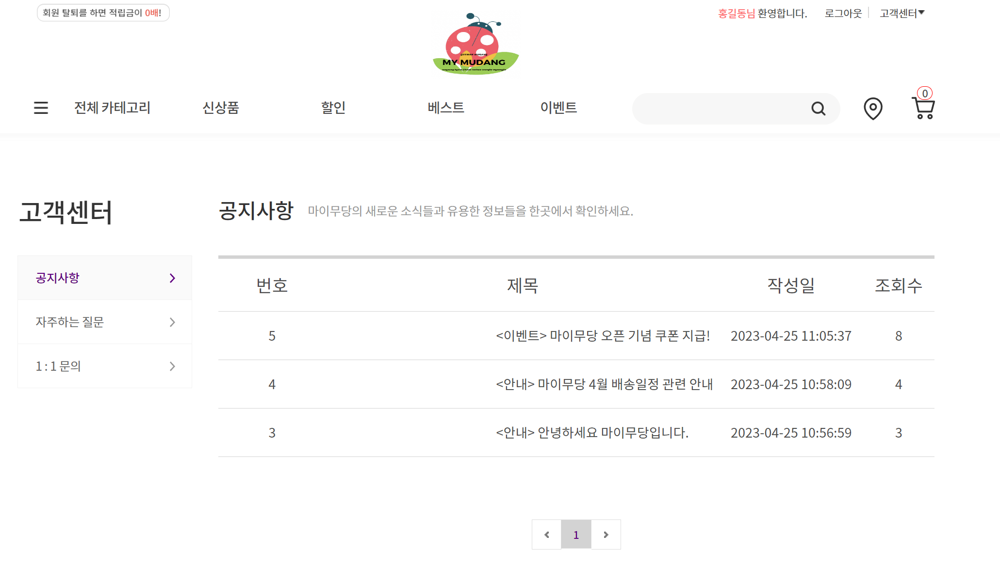 회원 탈퇴를 하면 적립금이 0배!
홍길동님 환영합니다. 로그아웃 고객센터
MY MUDANG
전체 카테고리 신상품 할인 베스트 이벤트
0
고객센터
공지사항 마이무당의 새로운 소식들과 유용한 정보들을 한곳에서 확인하세요.
공지사항
자주하는 질문
1 : 1 문의
번호 제목 작성일 조회수
5 <이벤트> 마이무당 오픈 기념 쿠폰 지급! 2023-04-25 11:05:37 8
4 <안내> 마이무당 4월 배송일정 관련 안내 2023-04-25 10:58:09 4
3 <안내> 안녕하세요 마이무당입니다. 2023-04-25 10:56:59 3
1